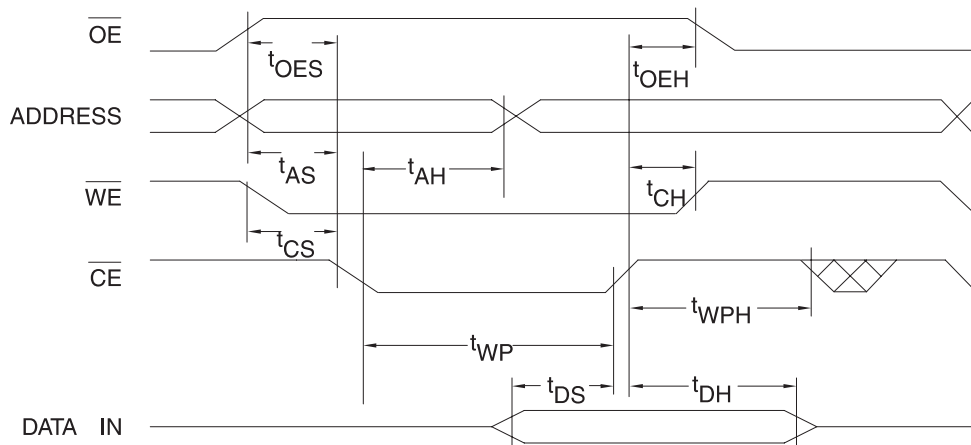 OE
tOES
tOEH
ADDRESS
tAS
tAH
WE
tCH
tCS
CE
tWPH
tWP
tDS
tDH
DATA IN